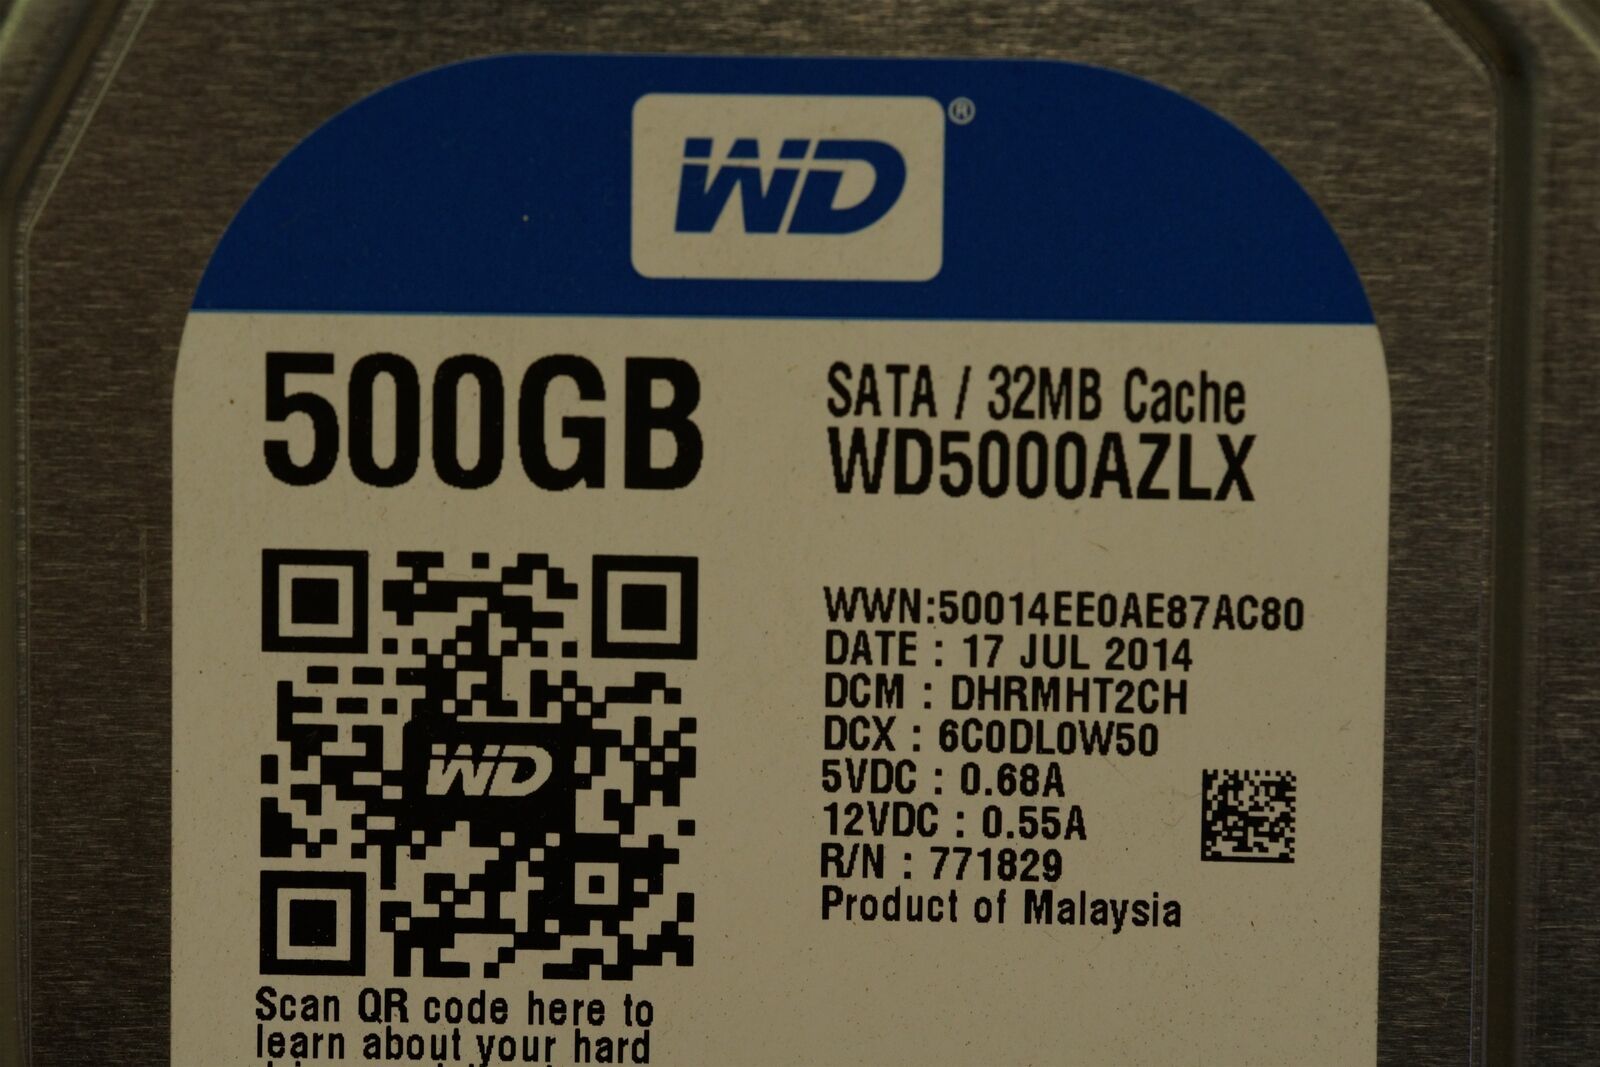 WD®
500GB
SATA / 32MB Cache
WD5000AZLX
WWN:50014EE0AE87AC80
DATE : 17 JUL 2014
DCM : DHRMHT2CH
DCX : 6C0DL0W50
5VDC : 0.68A
12VDC : 0.55A
R/N : 771829
Product of Malaysia
WD
Scan QR code here to
learn about your hard